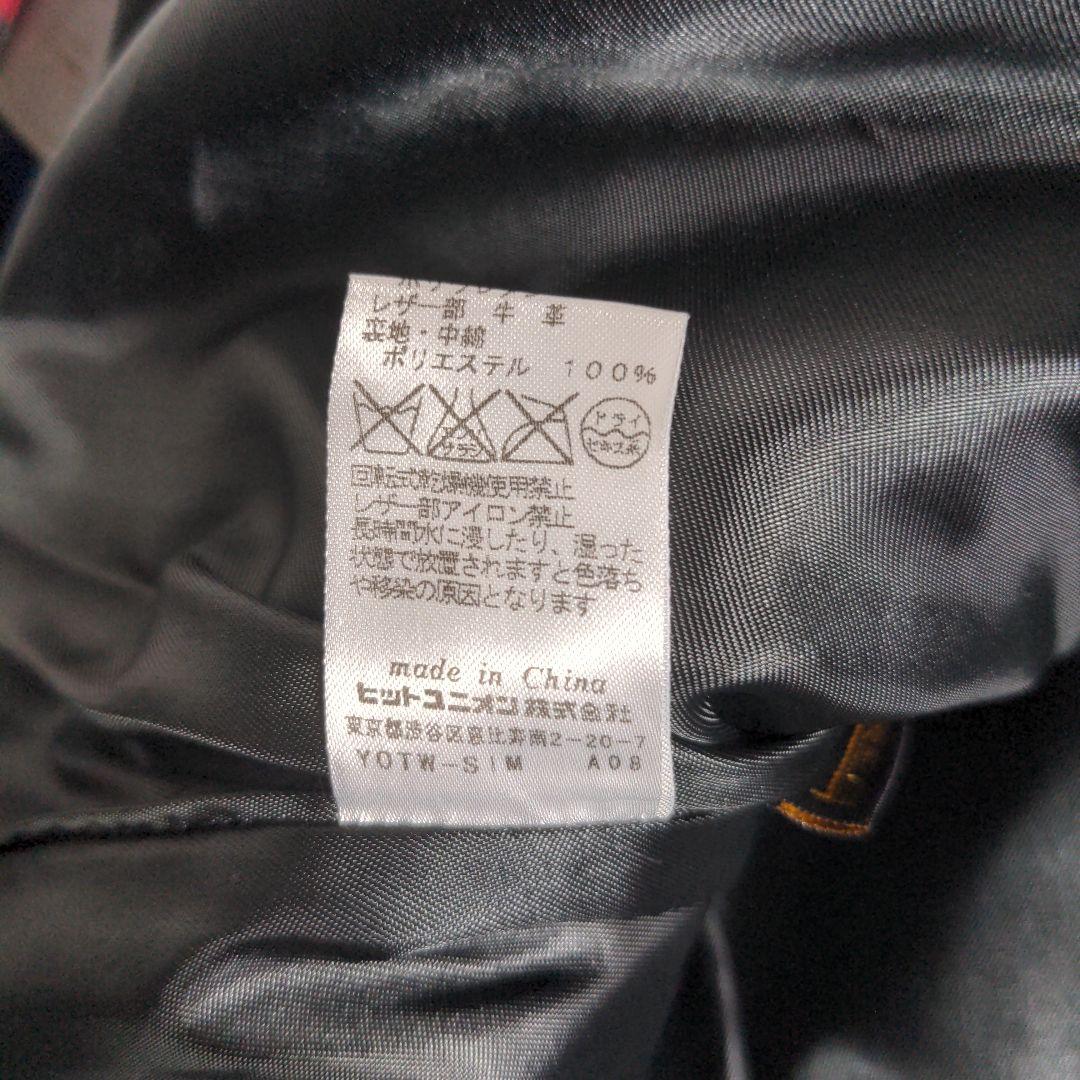 レザー部 牛 革
表地・中綿
ポリエステル 100%
ドライ
セキユ系
回転式乾燥機使用禁止
レザー部アイロン禁止
長時間水に浸したり、湿った
状態で放置されますと色落ち
や移染の原因となります
made in China
ヒットユニオン株式会社
東京都渋谷区恵比寿南2-20-7
YOTW-SIM A08